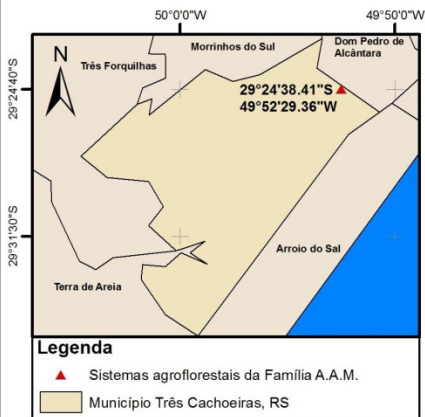 50°0'0"W
49°50'0"W
N
Morrinhos do Sul
Dom Pedro de
Alcântara
Três Forquilhas
29°24'40"S
29°24'38.41"S
49°52'29.36"W
29°31'30"S
Arroio do Sal
Terra de Areia
Legenda
Sistemas agroflorestais da Família A.A.M.
Município Três Cachoeiras, RS